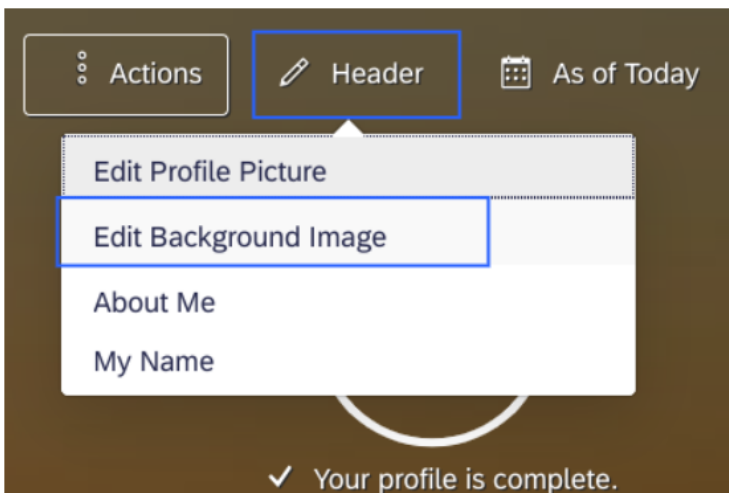 Actions Header As of Today
Edit Profile Picture
Edit Background Image
About Me
My Name
Your profile is complete.